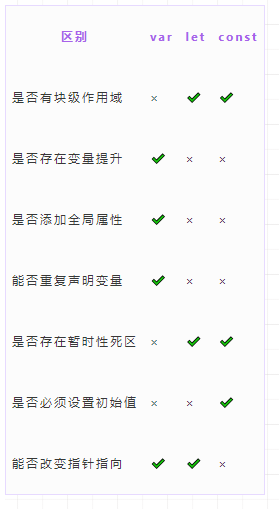 区别 var let const
是否有块级作用域 × ✔ ✔
是否存在变量提升 ✔ × ×
是否添加全局属性 ✔ × ×
能否重复声明变量 ✔ × ×
是否存在暂时性死区 × ✔ ✔
是否必须设置初始值 × × ✔
能否改变指针指向 ✔ ✔ ×